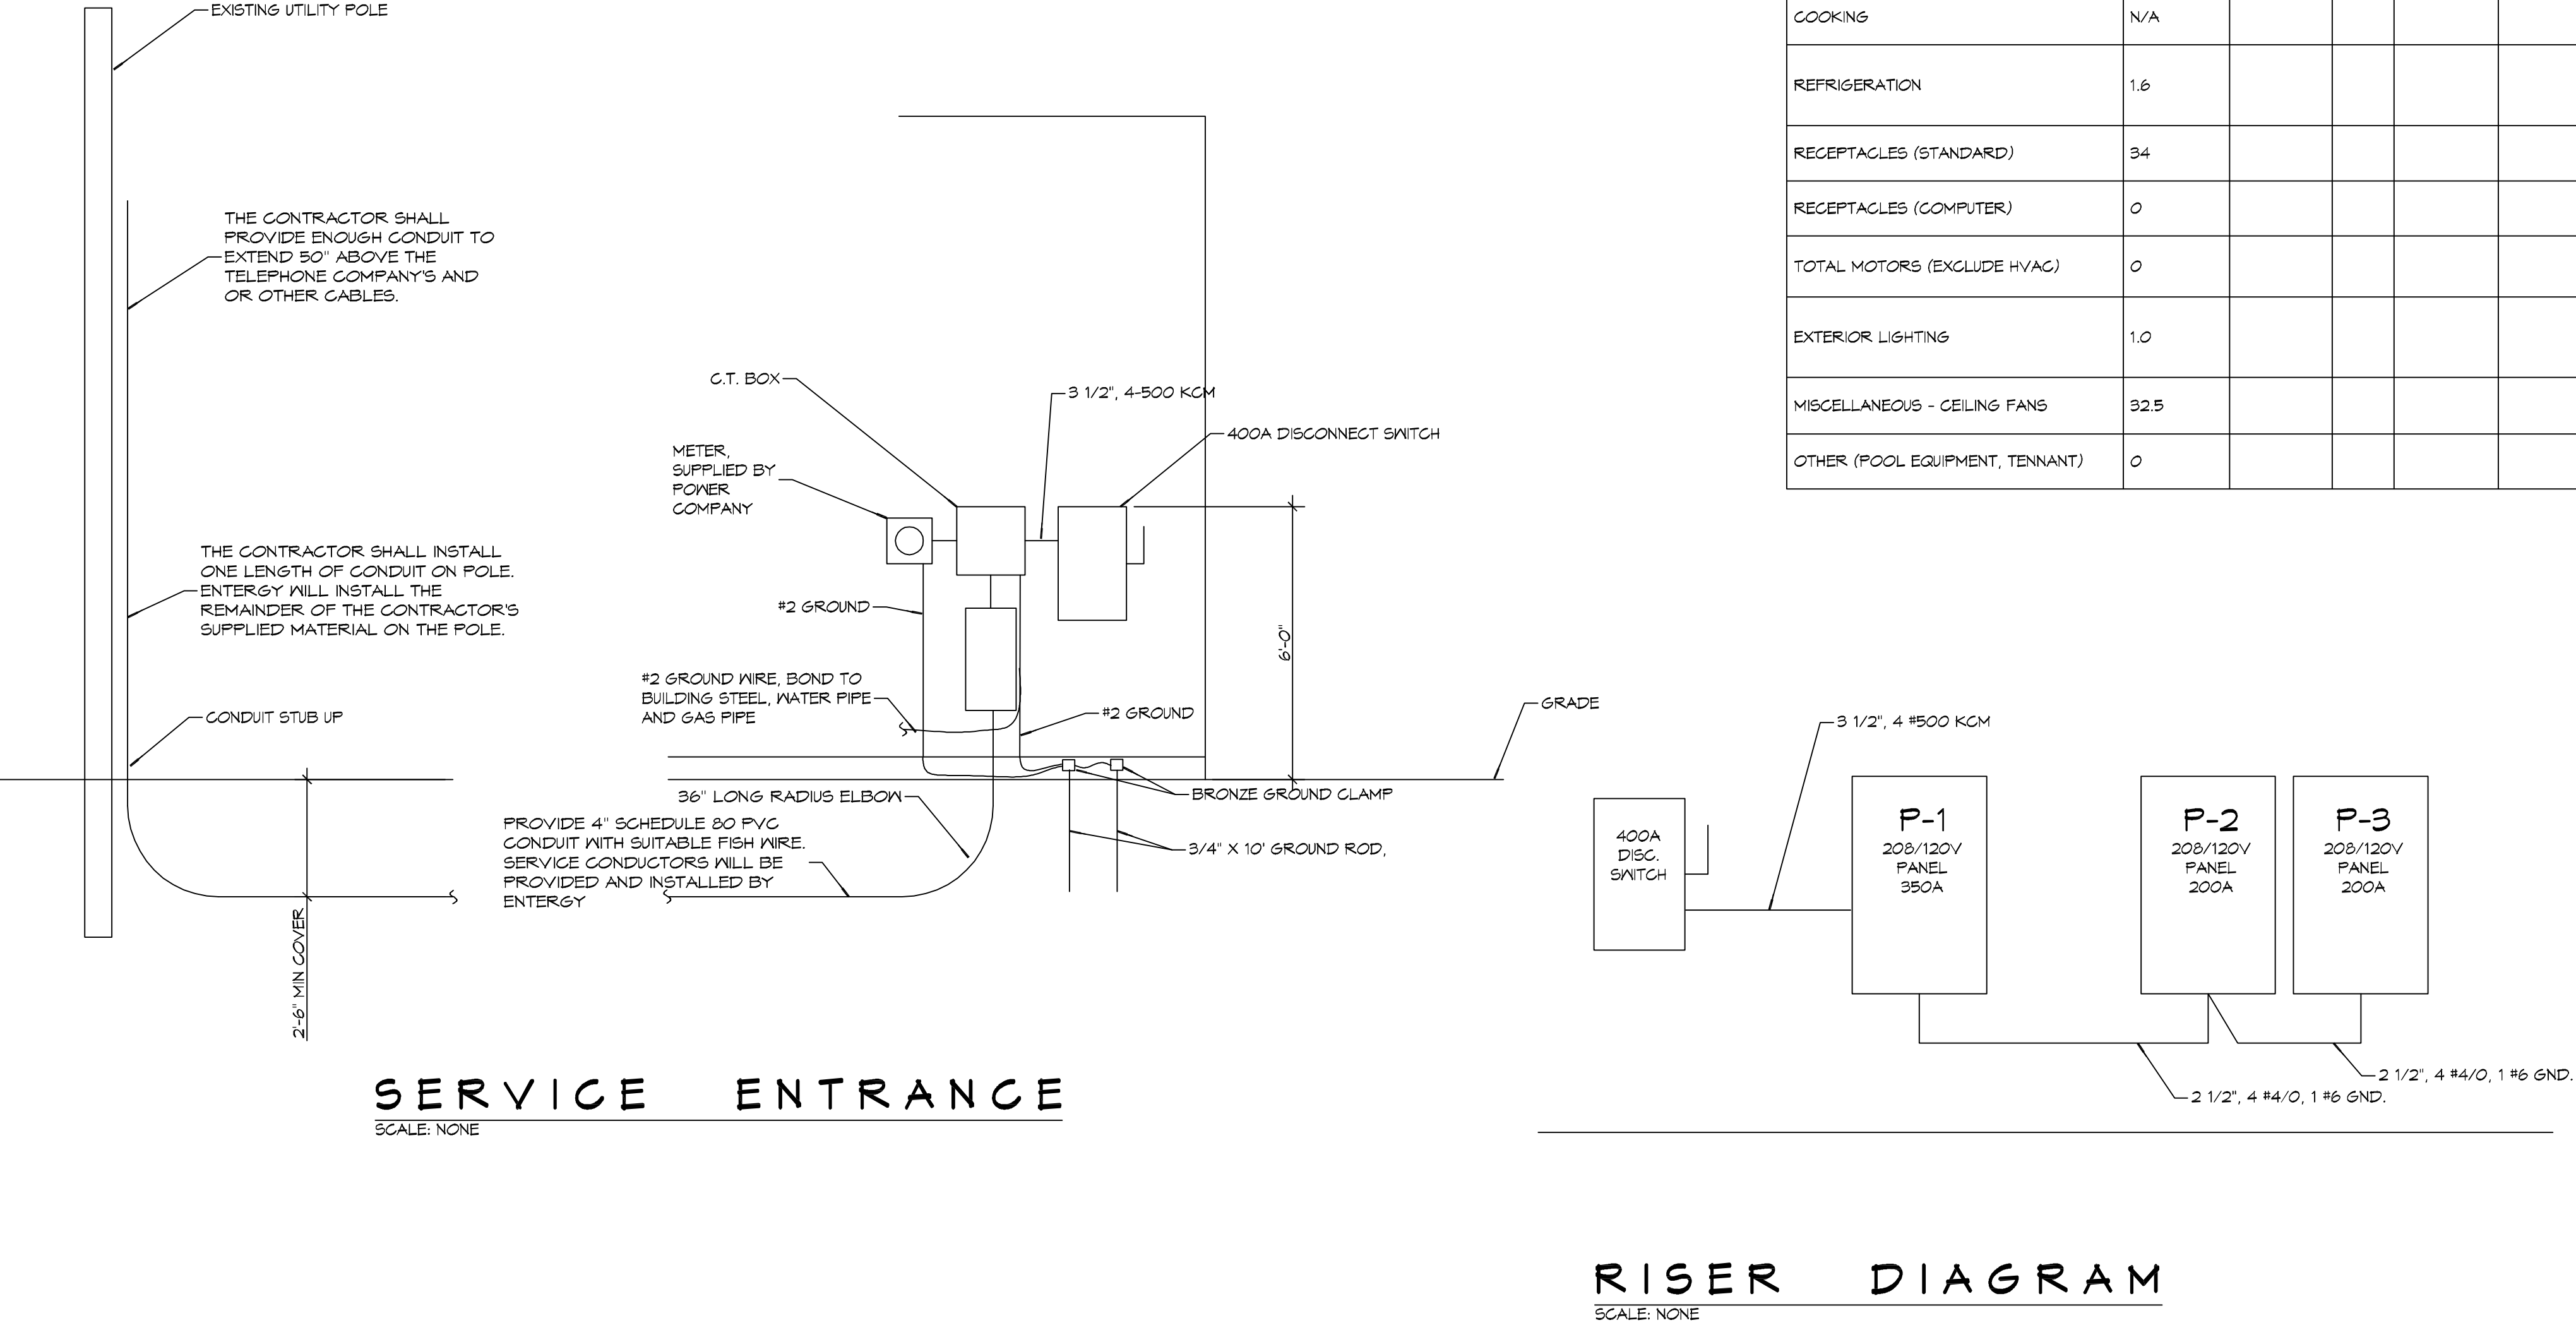 EXISTING UTILITY POLE
THE CONTRACTOR SHALL
PROVIDE ENOUGH CONDUIT TO
EXTEND 50" ABOVE THE
TELEPHONE COMPANY'S AND
OR OTHER CABLES.
THE CONTRACTOR SHALL INSTALL
ONE LENGTH OF CONDUIT ON POLE.
ENTERGY WILL INSTALL THE
REMAINDER OF THE CONTRACTOR'S
SUPPLIED MATERIAL ON THE POLE.
CONDUIT STUB UP
2'-6" MIN COVER
C.T. BOX
3 1/2", 4-500 KCM
400A DISCONNECT SWITCH
METER,
SUPPLIED BY
POWER
COMPANY
#2 GROUND
#2 GROUND WIRE, BOND TO
BUILDING STEEL, WATER PIPE
AND GAS PIPE
#2 GROUND
6'-0"
GRADE
36" LONG RADIUS ELBOW
BRONZE GROUND CLAMP
PROVIDE 4" SCHEDULE 80 PVC
CONDUIT WITH SUITABLE FISH WIRE.
SERVICE CONDUCTORS WILL BE
PROVIDED AND INSTALLED BY
ENTERGY
3/4" X 10' GROUND ROD,
SERVICE ENTRANCE
SCALE: NONE
COOKING N/A
REFRIGERATION 1.6
RECEPTACLES (STANDARD) 34
RECEPTACLES (COMPUTER) 0
TOTAL MOTORS (EXCLUDE HVAC) 0
EXTERIOR LIGHTING 1.0
MISCELLANEOUS - CEILING FANS 32.5
OTHER (POOL EQUIPMENT, TENNANT) 0
3 1/2", 4 #500 KCM
400A
DISC.
SWITCH
P-1
208/120V
PANEL
350A
P-2
208/120V
PANEL
200A
P-3
208/120V
PANEL
200A
2 1/2", 4 #4/0, 1 #6 GND.
2 1/2", 4 #4/0, 1 #6 GND.
RISER DIAGRAM
SCALE: NONE